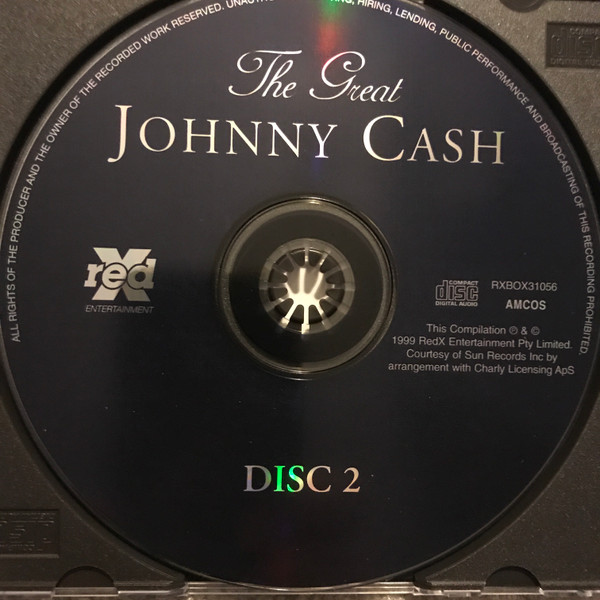 ALL RIGHTS OF THE PRODUCER AND THE OWNER OF THE RECORDED WORK RESERVED. HIRING, LENDING, PUBLIC PERFORMANCE AND BROADCASTING OF THIS RECORDING PROHIBITED.
The Great
JOHNNY CASH
red X
ENTERTAINMENT
COMPACT
disc
DIGITAL AUDIO
RXBOX31056
AMCOS
This Compilation ℗ & ©
1999 RedX Entertainment Pty Limited.
Courtesy of Sun Records Inc by
arrangement with Charly Licensing ApS
DISC 2